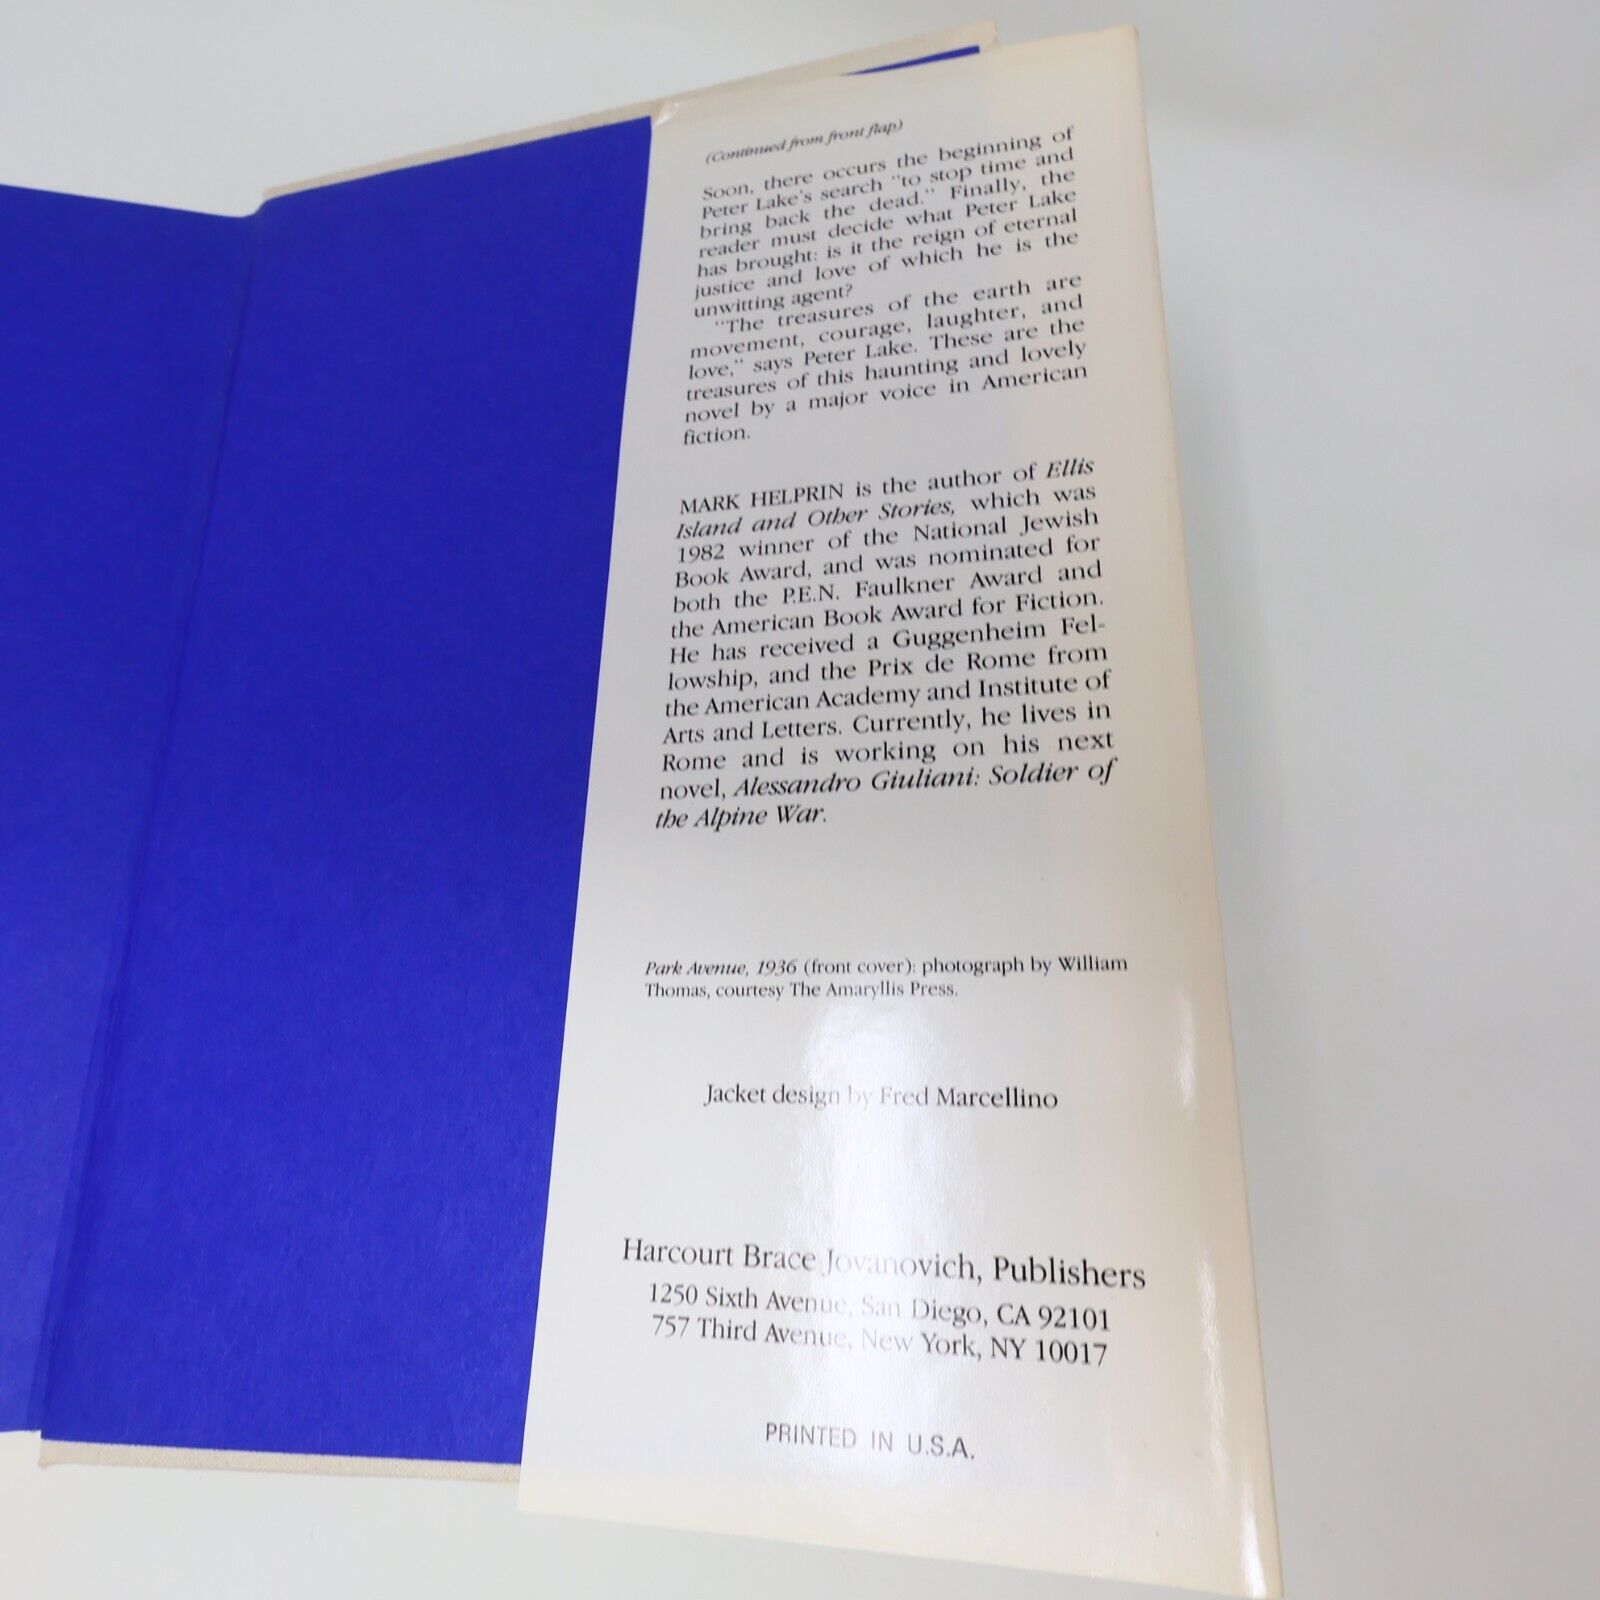 (Continued from front flap)
Soon, there occurs the beginning of
Peter Lake's search "to stop time and
bring back the dead." Finally, the
reader must decide what Peter Lake
has brought: is it the reign of eternal
justice and love of which he is the
unwitting agent?
"The treasures of the earth are
movement, courage, laughter, and
love," says Peter Lake. These are the
treasures of this haunting and lovely
novel by a major voice in American
fiction.
MARK HELPRIN is the author of Ellis
Island and Other Stories, which was
1982 winner of the National Jewish
Book Award, and was nominated for
both the P.E.N. Faulkner Award and
the American Book Award for Fiction.
He has received a Guggenheim Fel-
lowship, and the Prix de Rome from
the American Academy and Institute of
Arts and Letters. Currently, he lives in
Rome and is working on his next
novel, Alessandro Giuliani: Soldier of
the Alpine War.
Park Avenue, 1936 (front cover): photograph by William
Thomas, courtesy The Amaryllis Press.
Jacket design by Fred Marcellino
Harcourt Brace Jovanovich, Publishers
1250 Sixth Avenue, San Diego, CA 92101
757 Third Avenue, New York, NY 10017
PRINTED IN U.S.A.